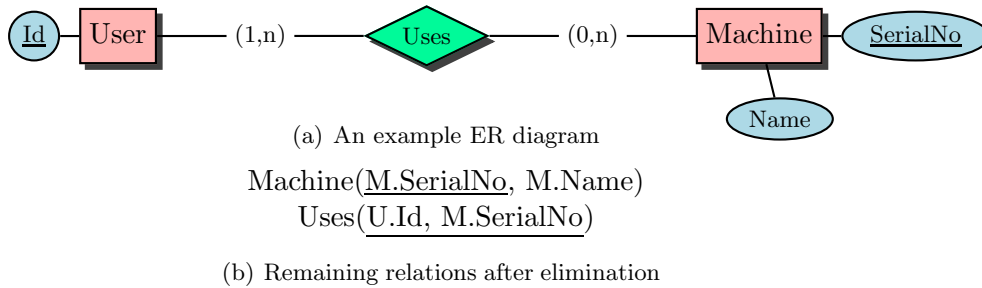 Id User (1,n) Uses (0,n) Machine SerialNo
Name
(a) An example ER diagram
Machine(M.SerialNo, M.Name)
Uses(U.Id, M.SerialNo)
(b) Remaining relations after elimination